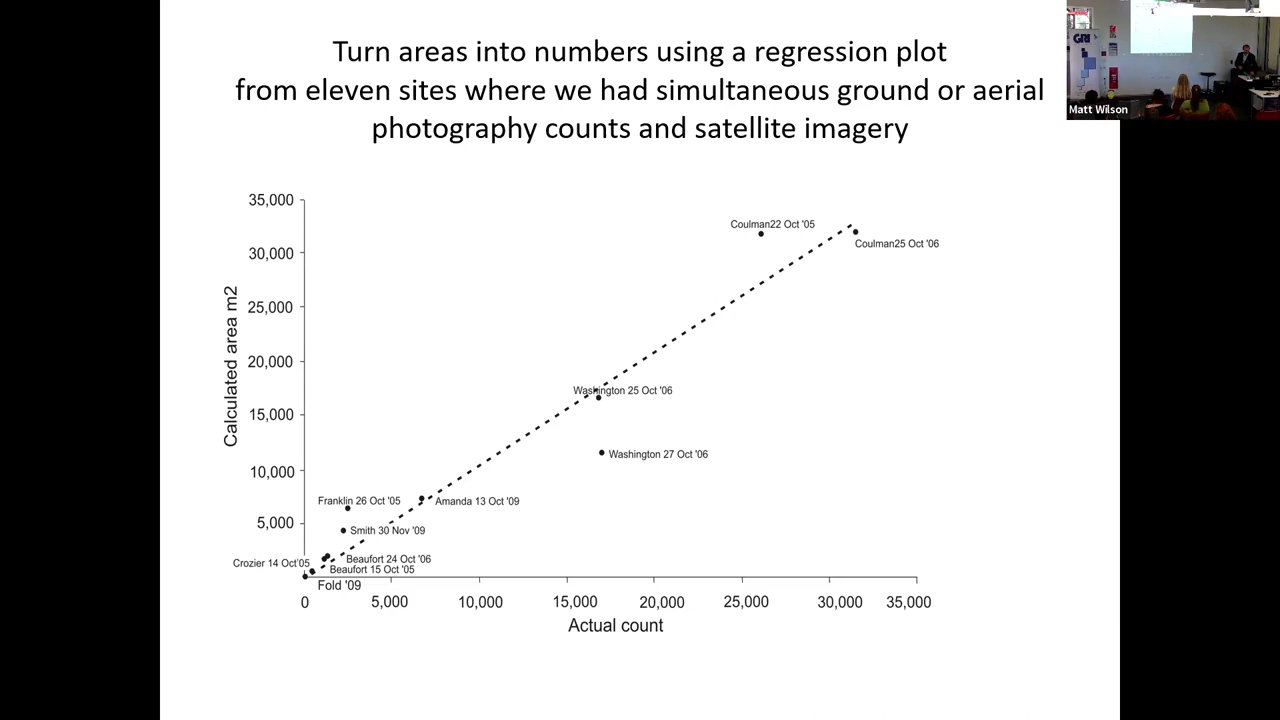 Turn areas into numbers using a regression plot
from eleven sites where we had simultaneous ground or aerial
photography counts and satellite imagery
GRI
Matt Wilson
35,000
30,000
25,000
20,000
15,000
10,000
5,000
Calculated area m2
Coulman22 Oct '05
Coulman25 Oct '06
Washington 25 Oct '06
Washington 27 Oct '06
Franklin 26 Oct '05
Amanda 13 Oct '09
Smith 30 Nov '09
Beaufort 24 Oct '06
Crozier 14 Oct'05
Beaufort 15 Oct '05
Fold '09
0
5,000
10,000
15,000
20,000
25,000
30,000
35,000
Actual count